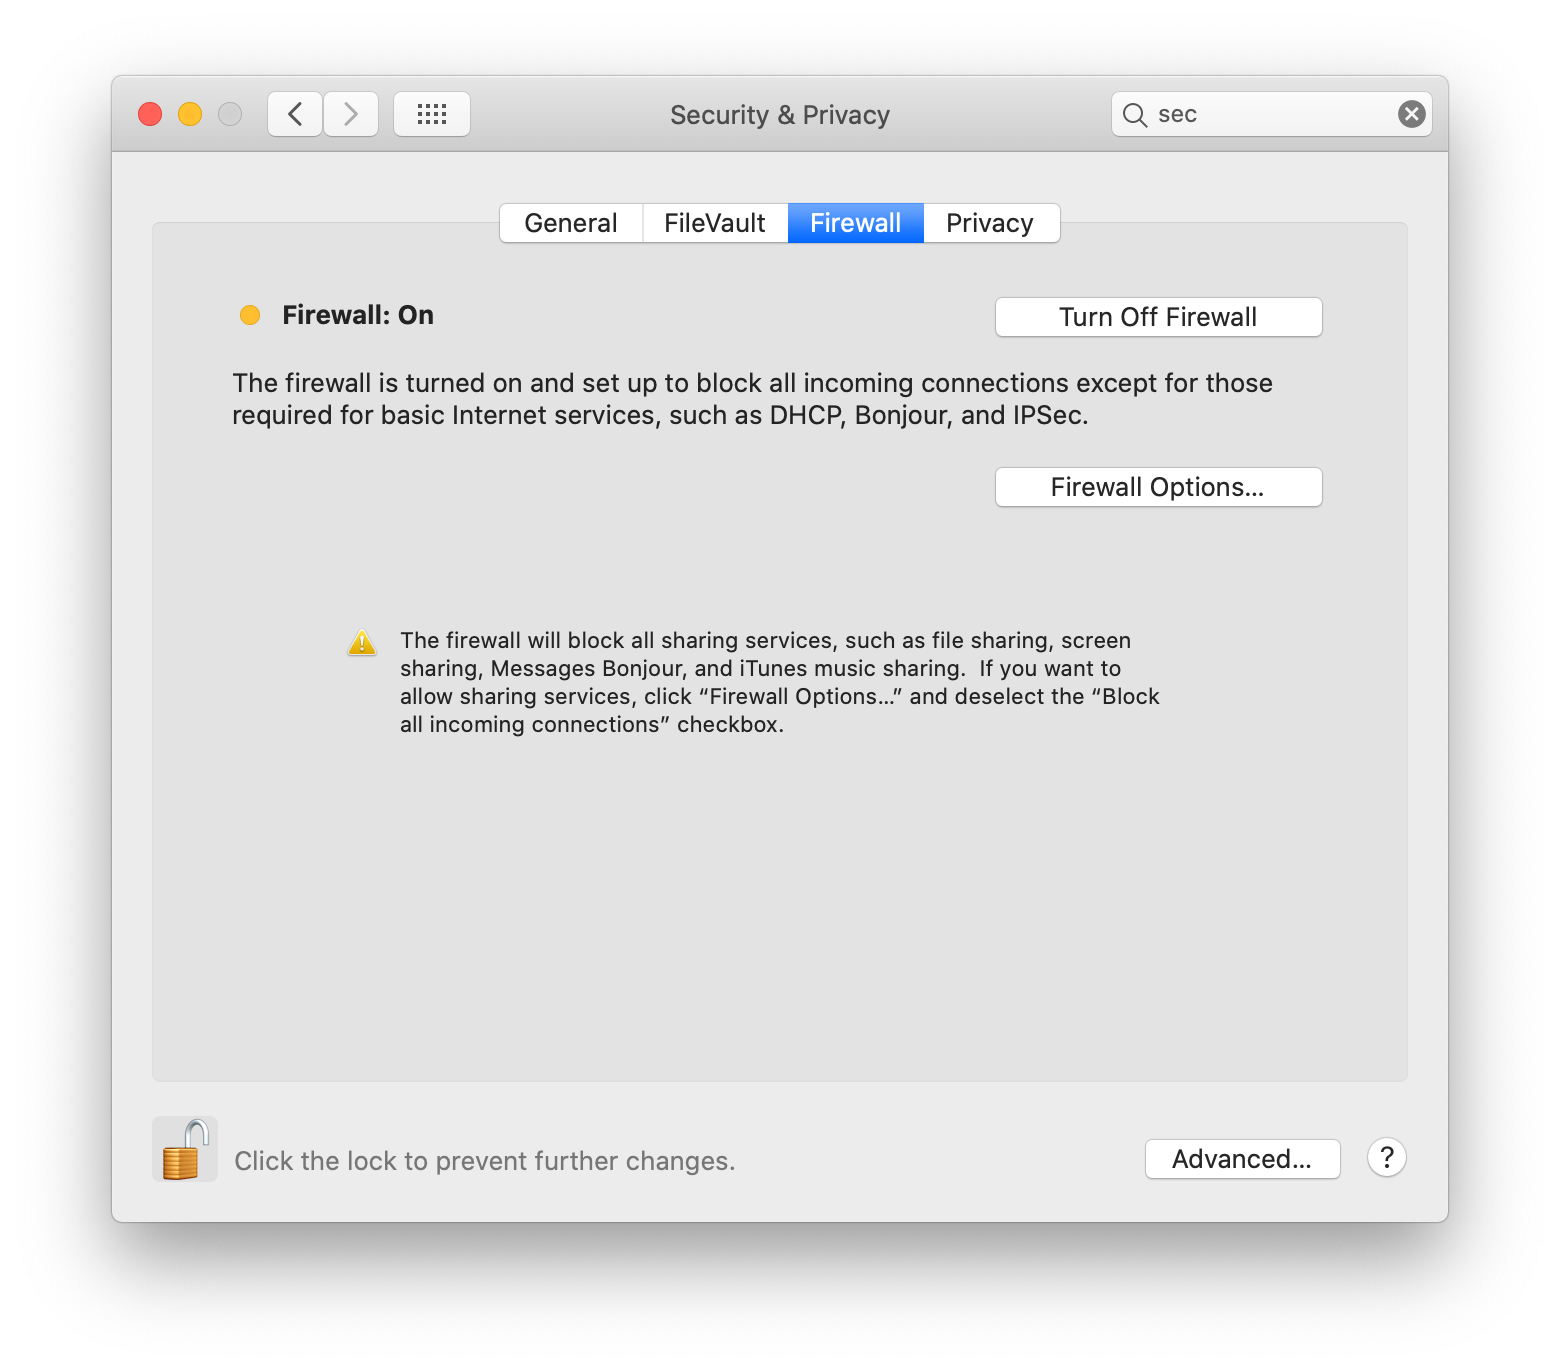 Security & Privacy
sec
General
FileVault
Firewall
Privacy
Firewall: On
Turn Off Firewall
The firewall is turned on and set up to block all incoming connections except for those
required for basic Internet services, such as DHCP, Bonjour, and IPSec.
Firewall Options...
The firewall will block all sharing services, such as file sharing, screen
sharing, Messages Bonjour, and iTunes music sharing.  If you want to
allow sharing services, click “Firewall Options...” and deselect the “Block
all incoming connections” checkbox.
Click the lock to prevent further changes.
Advanced...
?